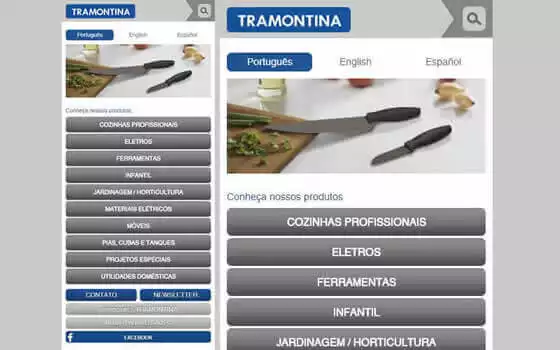 TRAMONTINA
Português English Español
Conheça nossos produtos
COZINHAS PROFISSIONAIS
ELETROS
FERRAMENTAS
INFANTIL
JARDINAGEM / HORTICULTURA
MATERIAIS ELÉTRICOS
MÓVEIS
PIAS, CUBAS E TANQUES
PROJETOS ESPECIAIS
UTILIDADES DOMÉSTICAS
CONTATO NEWSLETTER
TRAMONTINA
FACEBOOK
TRAMONTINA
Português English Español
Conheça nossos produtos
COZINHAS PROFISSIONAIS
ELETROS
FERRAMENTAS
INFANTIL
JARDINAGEM / HORTICULTURA